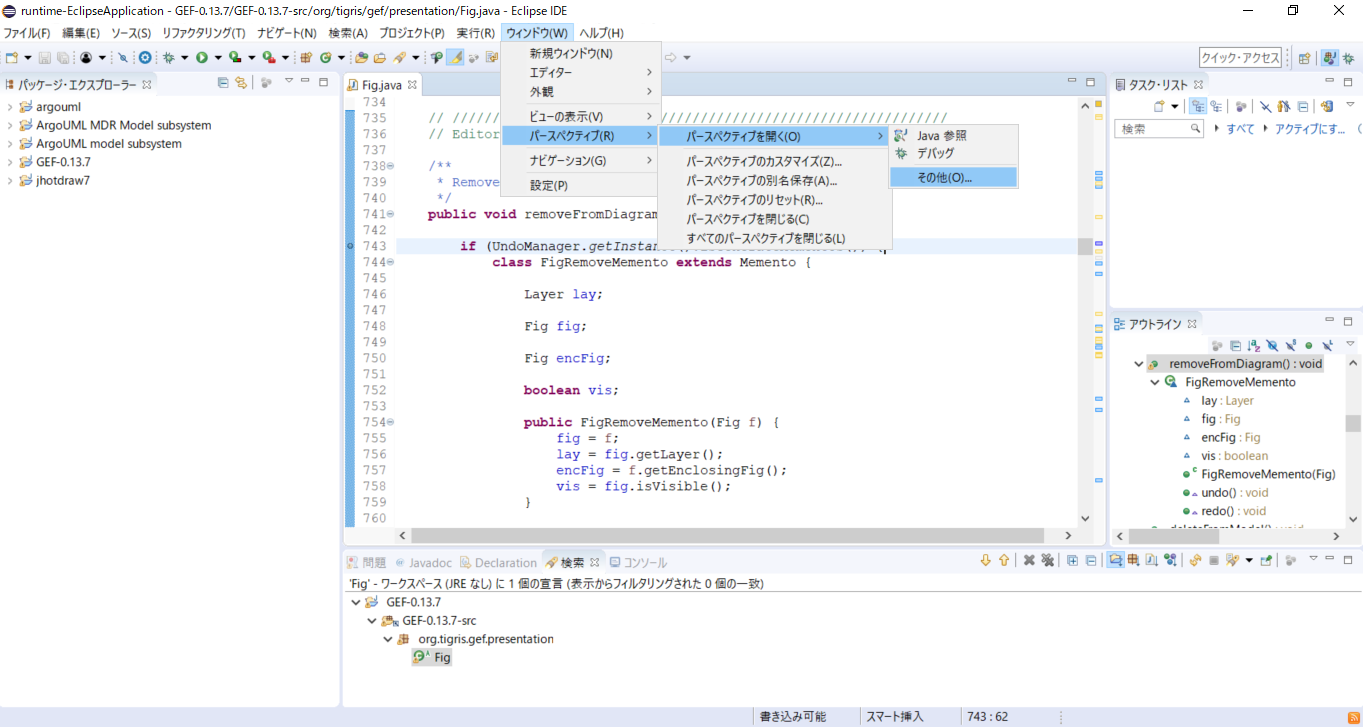 runtime-EclipseApplication - GEF-0.13.7/GEF-0.13.7-src/org/tigris/gef/presentation/Fig.java - Eclipse IDE
ファイル(F) 編集(E) ソース(S) リファクタリング(T) ナビゲート(N) 検索(A) プロジェクト(P) 実行(R) ウィンドウ(W) ヘルプ(H)
新規ウィンドウ(N)
エディター
外観
ビューの表示(V)
パースペクティブ(R)
ナビゲーション(G)
設定(P)
パースペクティブを開く(O)
パースペクティブのカスタマイズ(Z)...
パースペクティブの別名保存(A)...
パースペクティブのリセット(R)...
パースペクティブを閉じる(C)
すべてのパースペクティブを閉じる(L)
Java 参照
デバッグ
その他(O)...
クイック・アクセス
パッケージ・エクスプローラー
argouml
ArgoUML MDR Model subsystem
ArgoUML model subsystem
GEF-0.13.7
jhotdraw7
Fig.java
734
735 // ///////////////////////////////////
736 // Editor
737
738 /**
739 * Remove
740 */
741 public void removeFromDiagram
742
743 if (UndoManager.getInstan
744 class FigRemoveMemento extends Memento {
745
746 Layer lay;
747
748 Fig fig;
749
750 Fig encFig;
751
752 boolean vis;
753
754 public FigRemoveMemento(Fig f) {
755 fig = f;
756 lay = fig.getLayer();
757 encFig = f.getEnclosingFig();
758 vis = fig.isVisible();
759 }
760
タスク・リスト
検索 すべて アクティブにす...
アウトライン
removeFromDiagram() : void
FigRemoveMemento
lay : Layer
fig : Fig
encFig : Fig
vis : boolean
FigRemoveMemento(Fig)
undo() : void
redo() : void
問題 Javadoc Declaration 検索 コンソール
'Fig' - ワークスペース (JRE なし) に 1 個の宣言 (表示からフィルタリングされた 0 個の一致)
GEF-0.13.7
GEF-0.13.7-src
org.tigris.gef.presentation
Fig
書き込み可能 スマート挿入 743 : 62